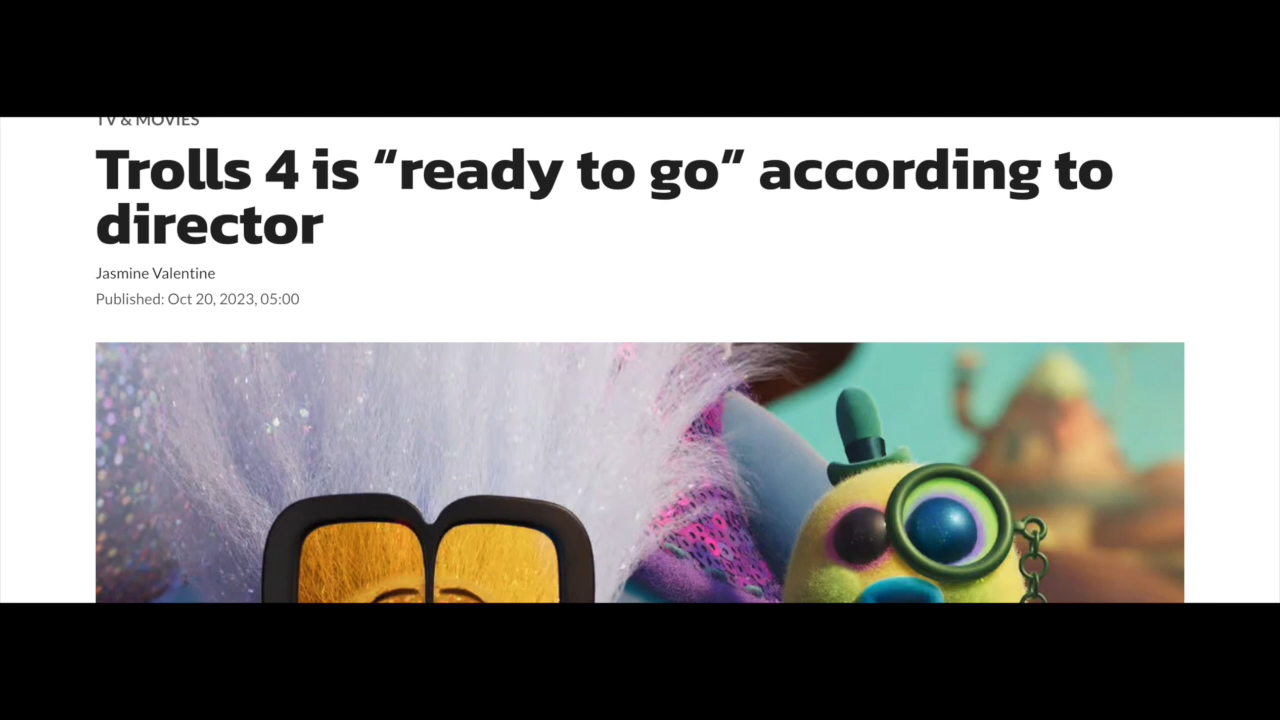 TV & MOVIES
Trolls 4 is “ready to go” according to
director
Jasmine Valentine
Published: Oct 20, 2023, 05:00